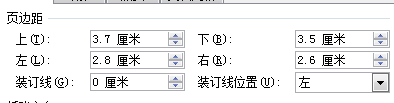 页边距
上(T): 3.7 厘米 下(B): 3.5 厘米
左(L): 2.8 厘米 右(R): 2.6 厘米
装订线(G): 0 厘米 装订线位置(U): 左